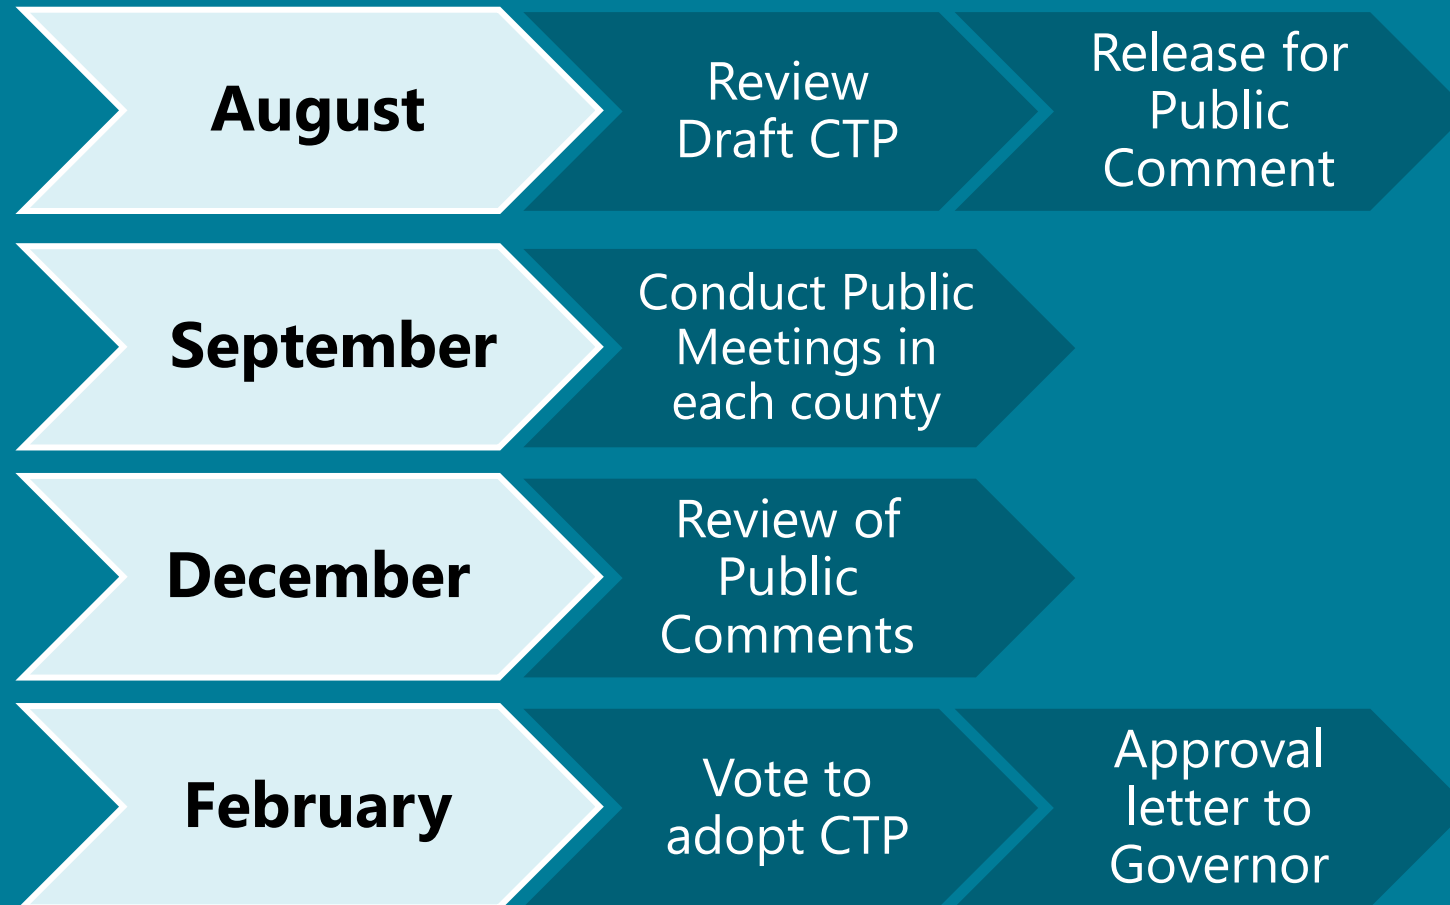 August
Review
Draft CTP
Release for
Public
Comment
September
Conduct Public
Meetings in
each county
December
Review of
Public
Comments
February
Vote to
adopt CTP
Approval
letter to
Governor